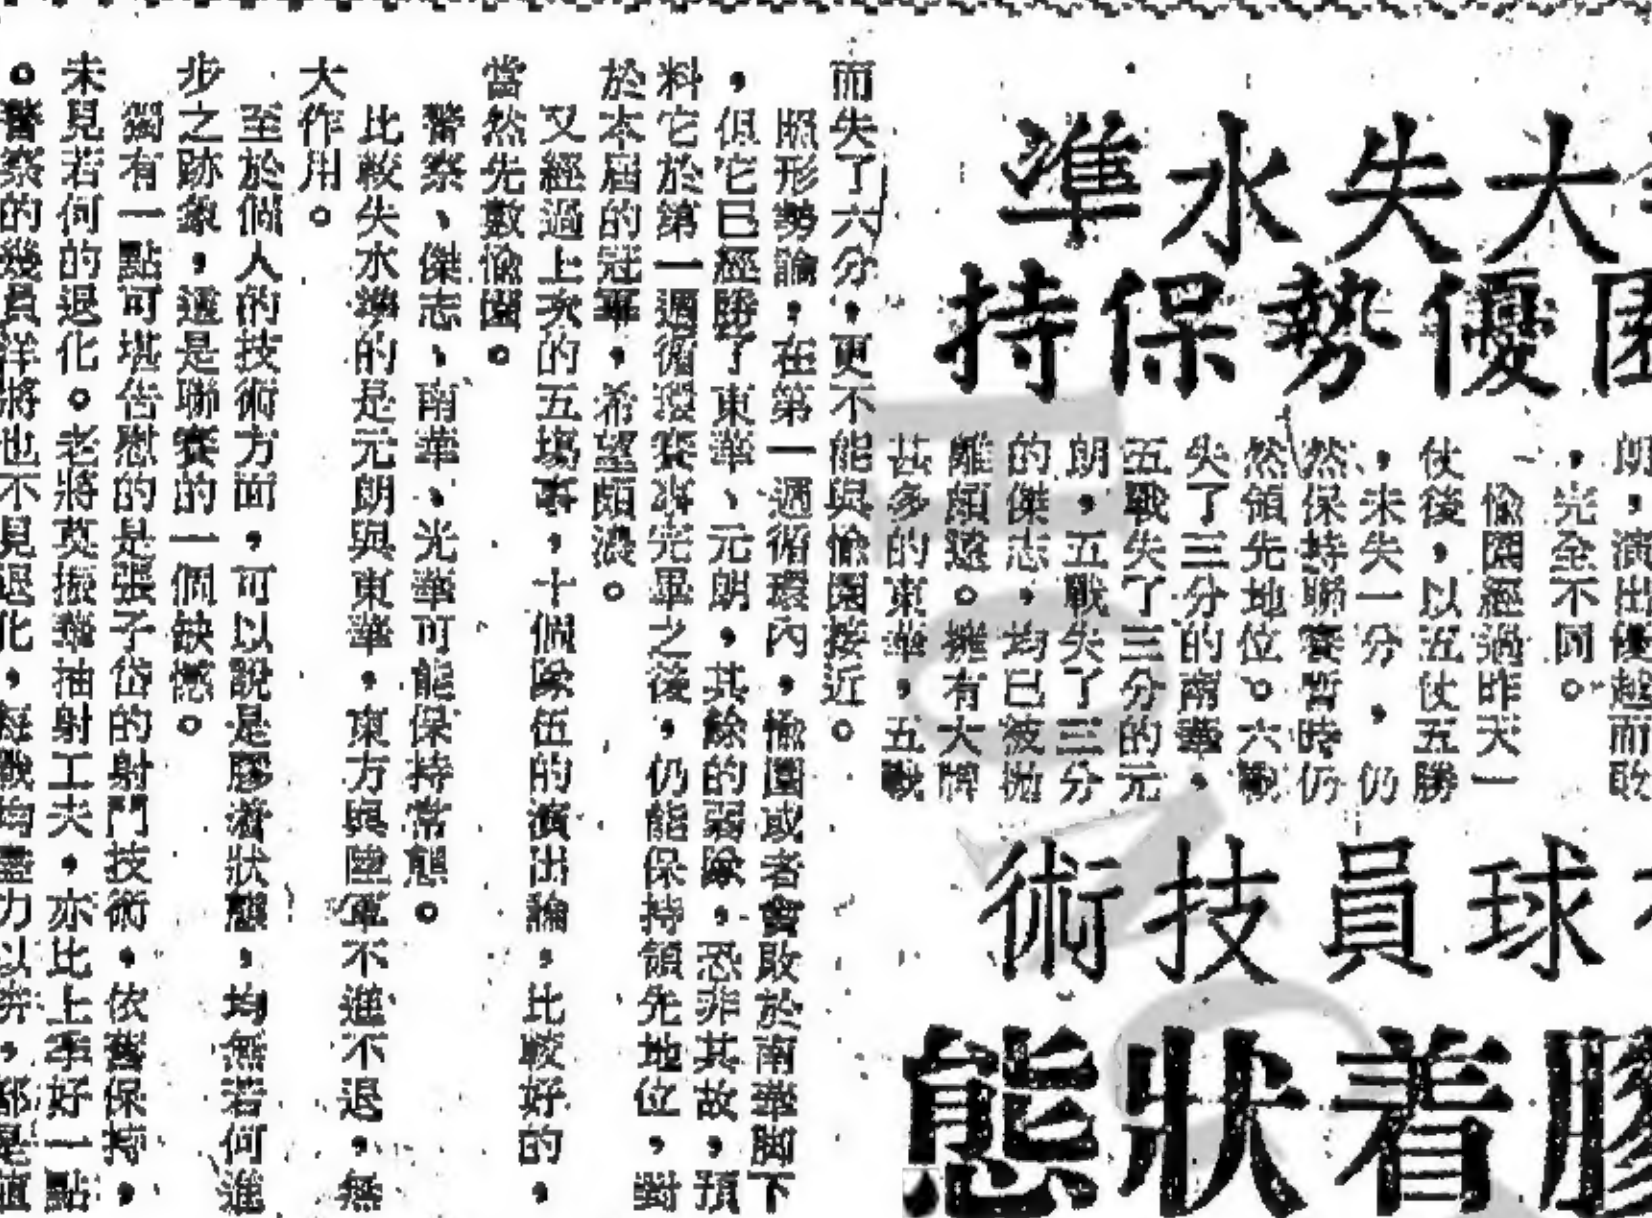 大失水準
優勢保持
球員技術
膠着狀態
朗，演出優越而敗
，完全不同。
愉園經過昨天一
仗後，以五仗五勝
，未失一分，仍
然保持聯賽暫時仍
然領先地位。六戰
失了三分的南華，
五戰失了三分的元
朗，五戰失了三分
的傑志，均已被拋
離頗遠。擁有大牌
甚多的東華，五戰
而失了六分，更不能與愉園接近。
照形勢論，在第一週循環內，愉園或者會敗於南華脚下
，但它已經勝了東華、元朗，其餘的弱隊，恐非其故，預
料它於第一週循環賽事完畢之後，仍能保持領先地位，對
於本屆的冠軍，希望頗濃。
又經過上次的五塲事，十個隊伍的演出論，比較好的，
當然先數愉園。
警察、傑志、南華、光華可能保持常態。
比較失水準的是元朗與東華，東方與陸軍不進不退，無
大作用。
至於個人的技術方面，可以說是膠着狀態，均無若何進
步之跡象，這是聯賽的一個缺憾。
獨有一點可堪告慰的是張子岱的射門技術，依舊保持，
未見若何的退化。老將莫振華抽射工夫，亦比上季好一點
。警察的幾員洋將也不見退化，每戰均盡力以拼，都是值